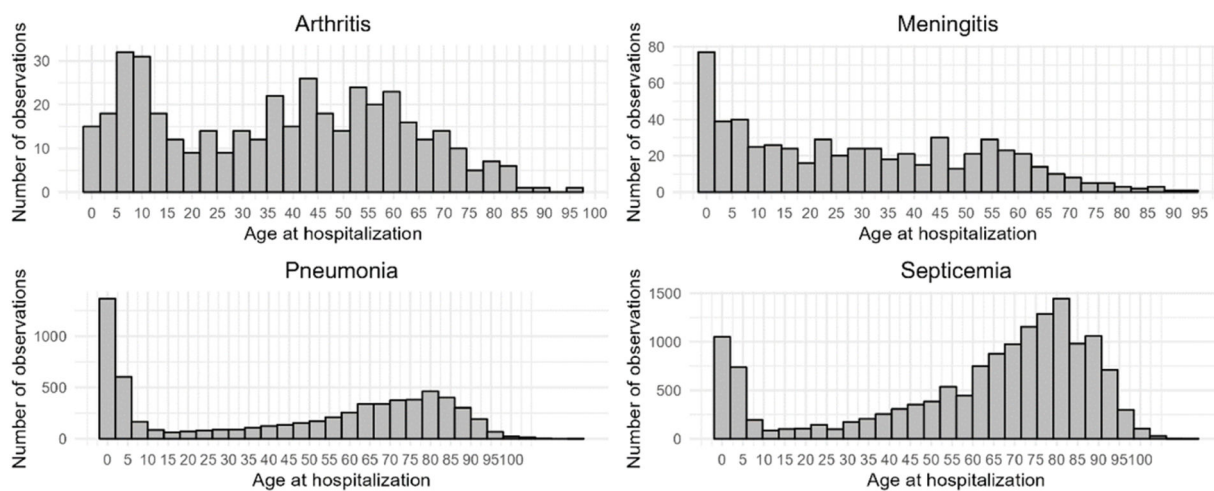 Arthritis
Number of observations
30
20
10
0
0 5 10 15 20 25 30 35 40 45 50 55 60 65 70 75 80 85 90 95 100
Age at hospitalization
Meningitis
Number of observations
80
60
40
20
0
0 5 10 15 20 25 30 35 40 45 50 55 60 65 70 75 80 85 90 95
Age at hospitalization
Pneumonia
Number of observations
1000
500
0
0 5 10 15 20 25 30 35 40 45 50 55 60 65 70 75 80 85 90 95100
Age at hospitalization
Septicemia
Number of observations
1500
1000
500
0
0 5 10 15 20 25 30 35 40 45 50 55 60 65 70 75 80 85 90 95100
Age at hospitalization